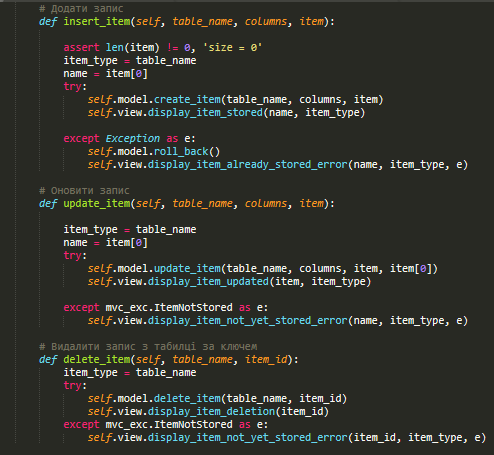 # Додати запис
def insert_item(self, table_name, columns, item):
assert len(item) != 0, 'size = 0'
item_type = table_name
name = item[0]
try:
self.model.create_item(table_name, columns, item)
self.view.display_item_stored(name, item_type)
except Exception as e:
self.model.roll_back()
self.view.display_item_already_stored_error(name, item_type, e)
# Оновити запис
def update_item(self, table_name, columns, item):
item_type = table_name
name = item[0]
try:
self.model.update_item(table_name, columns, item, item[0])
self.view.display_item_updated(item, item_type)
except mvc_exc.ItemNotStored as e:
self.view.display_item_not_yet_stored_error(name, item_type, e)
# Видалити запис з табилці за ключем
def delete_item(self, table_name, item_id):
item_type = table_name
try:
self.model.delete_item(table_name, item_id)
self.view.display_item_deletion(item_id)
except mvc_exc.ItemNotStored as e:
self.view.display_item_not_yet_stored_error(item_id, item_type, e)